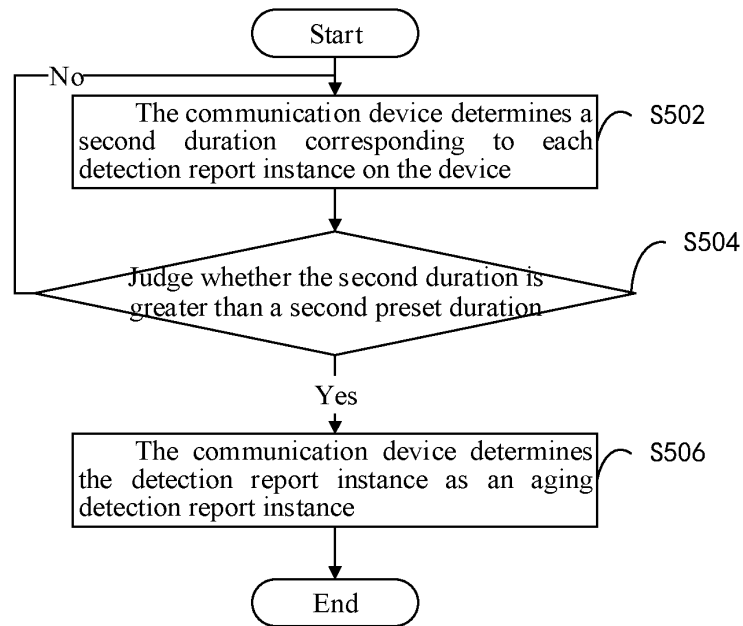 Start
No
The communication device determines a
second duration corresponding to each
detection report instance on the device
S502
Judge whether the second duration is
greater than a second preset duration
S504
Yes
The communication device determines
the detection report instance as an aging
detection report instance
S506
End